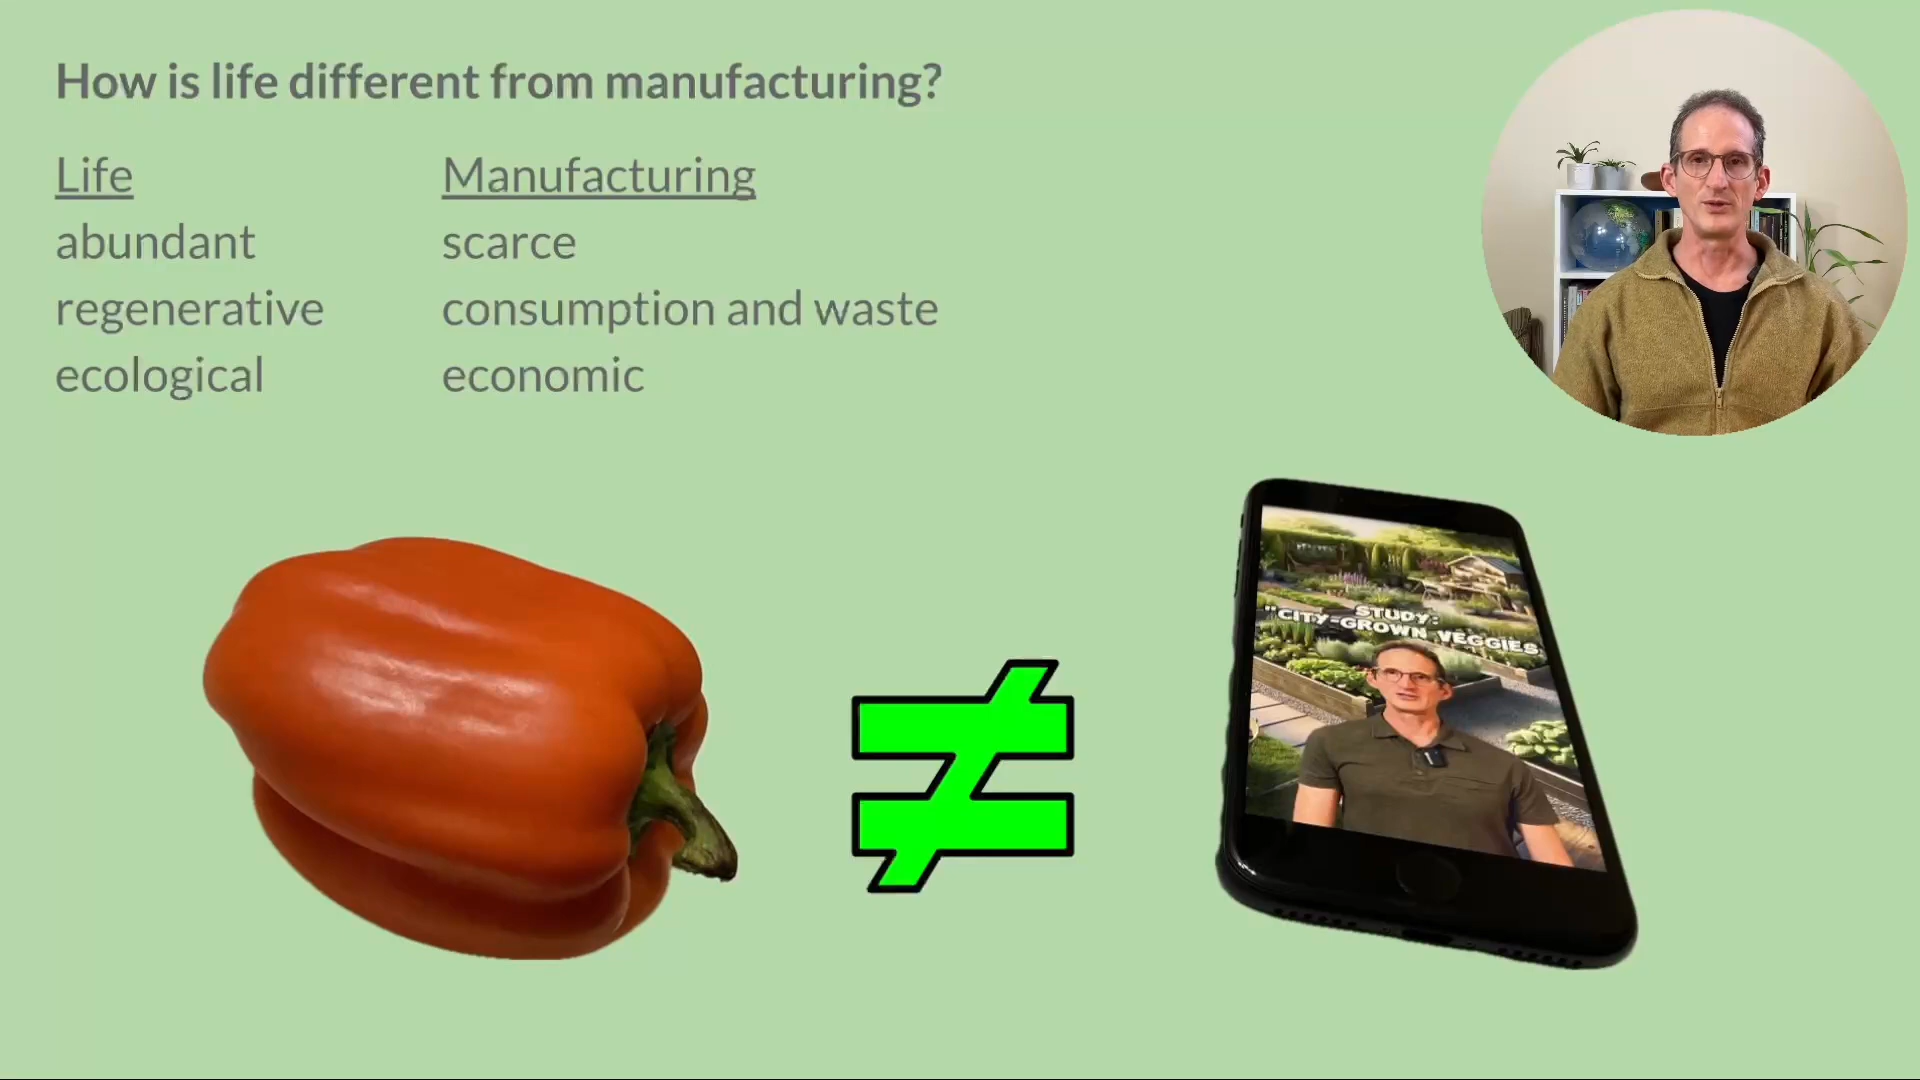 How is life different from manufacturing?
Life Manufacturing
abundant scarce
regenerative consumption and waste
ecological economic
≠
STUDY:
"CITY-GROWN VEGGIES